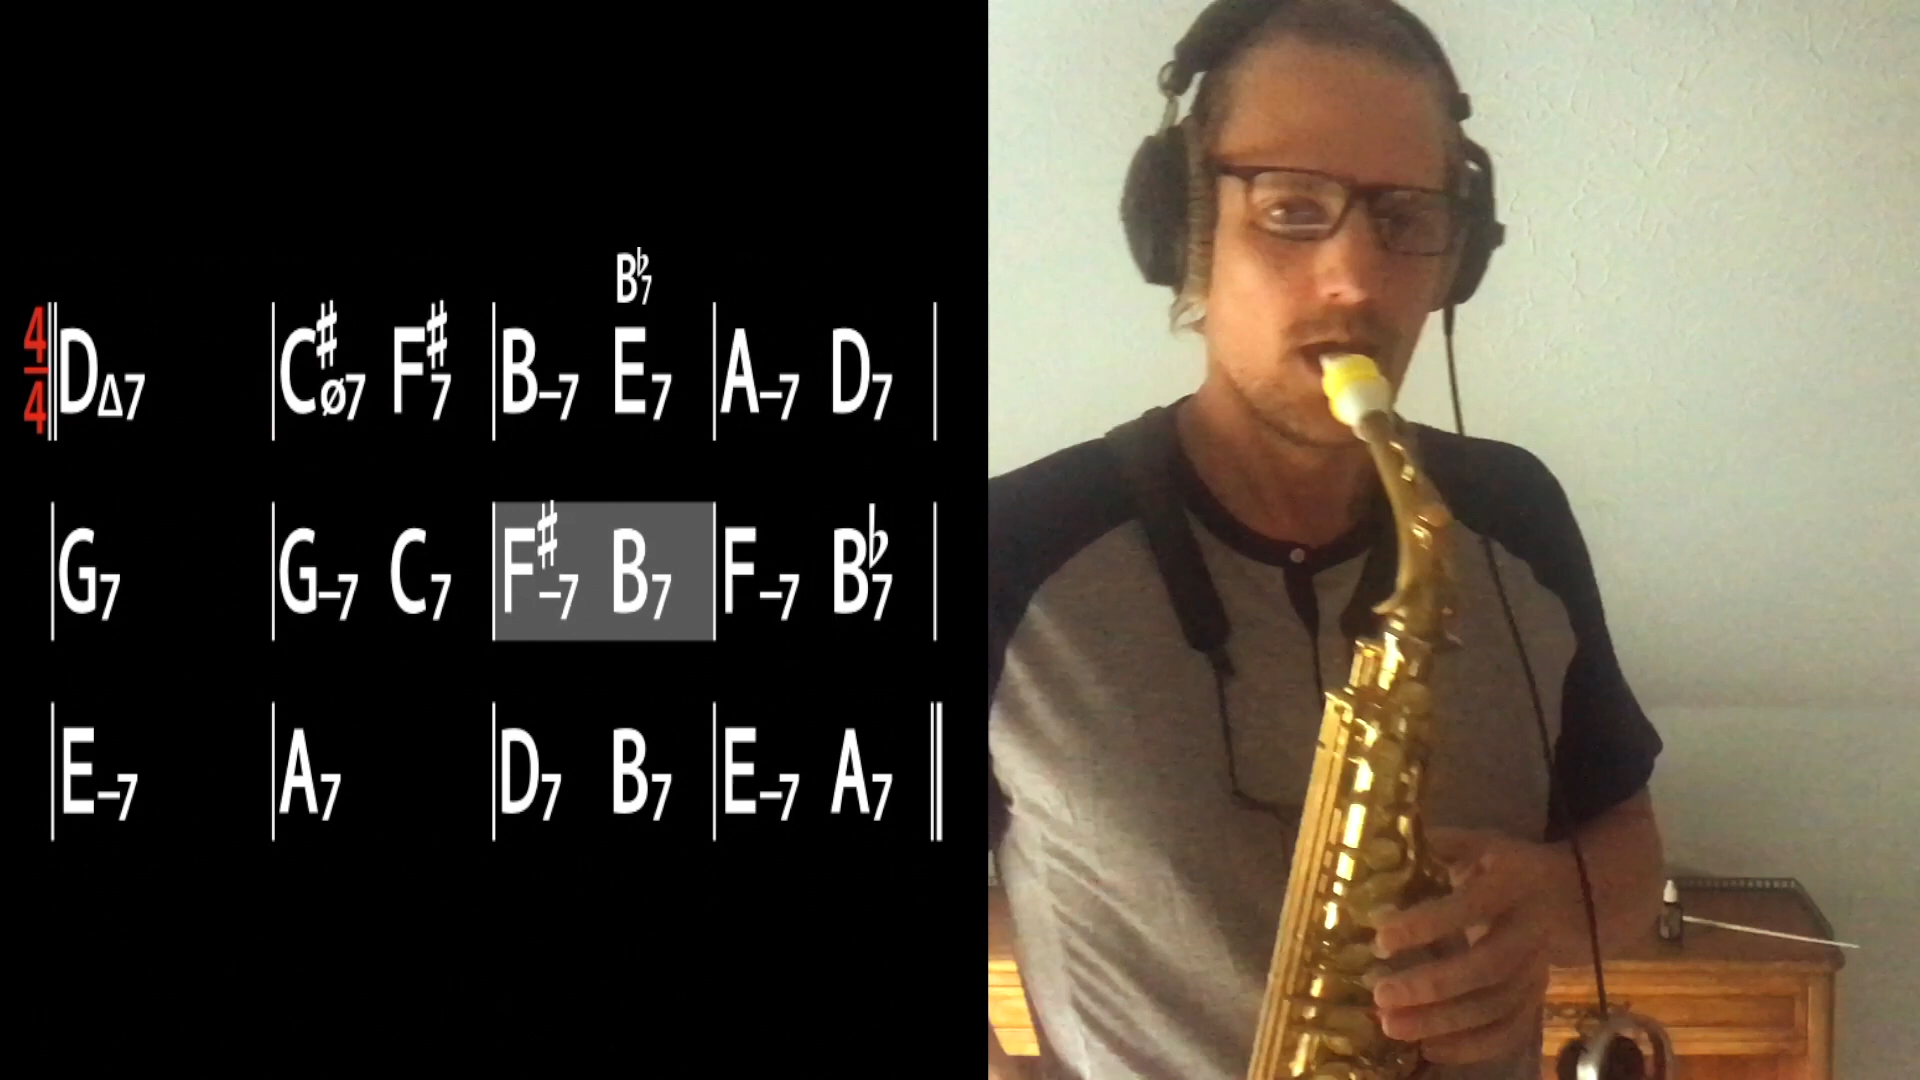 B♭7
4/4 DΔ7 | C♯ø7 F♯7 | B–7 E7 | A–7 D7 |
G7 | G–7 C7 | F♯–7 B7 | F–7 B♭7 |
E–7 | A7 | D7 B7 | E–7 A7